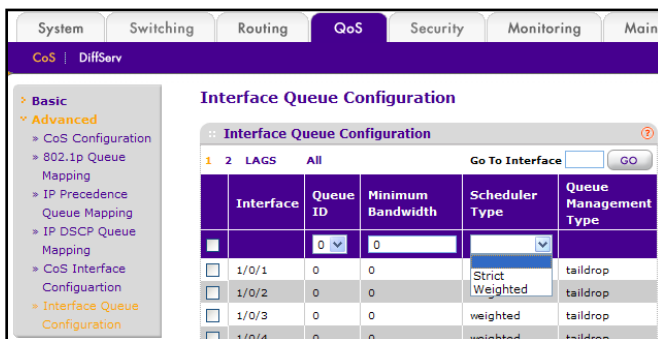 System Switching Routing QoS Security Monitoring Main
CoS | DiffServ
Basic
Advanced
» CoS Configuration
» 802.1p Queue
Mapping
» IP Precedence
Queue Mapping
» IP DSCP Queue
Mapping
» CoS Interface
Configuartion
» Interface Queue
Configuration
Interface Queue Configuration
Interface Queue Configuration
1 2 LAGS All Go To Interface GO
Interface Queue ID Minimum Bandwidth Scheduler Type Queue Management Type
0 0
Strict
Weighted
1/0/1 0 0 taildrop
1/0/2 0 0 taildrop
1/0/3 0 0 weighted taildrop
1/0/4 0 0 weighted taildrop